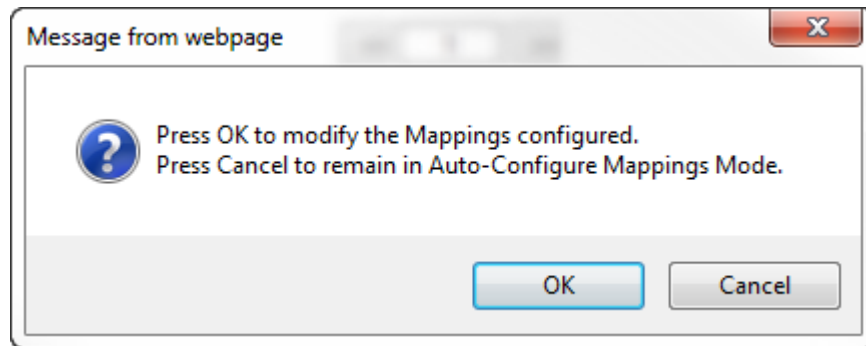 Message from webpage
Press OK to modify the Mappings configured.
Press Cancel to remain in Auto-Configure Mappings Mode.
OK
Cancel